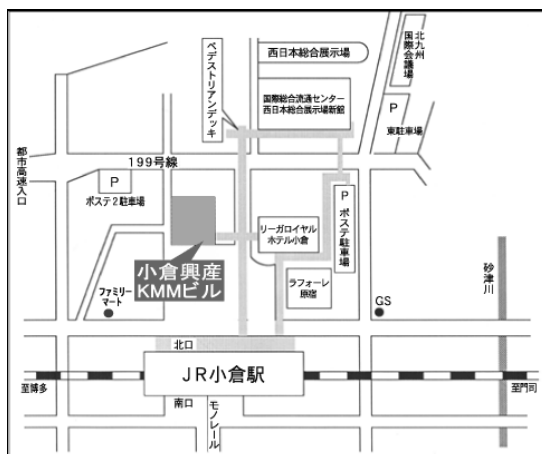 西日本総合展示場
北九州
国際会議場
ペデストリアンデッキ
国際総合流通センター
西日本総合展示場新館
P
東駐車場
都市高速入口
199号線
P
ポステ2駐車場
P
ポステ駐車場
リーガロイヤル
ホテル小倉
小倉興産
KMMビル
ラフォーレ
原宿
砂津川
ファミリー
マート
GS
北口
JR小倉駅
至博多
至門司
南口
モノレール